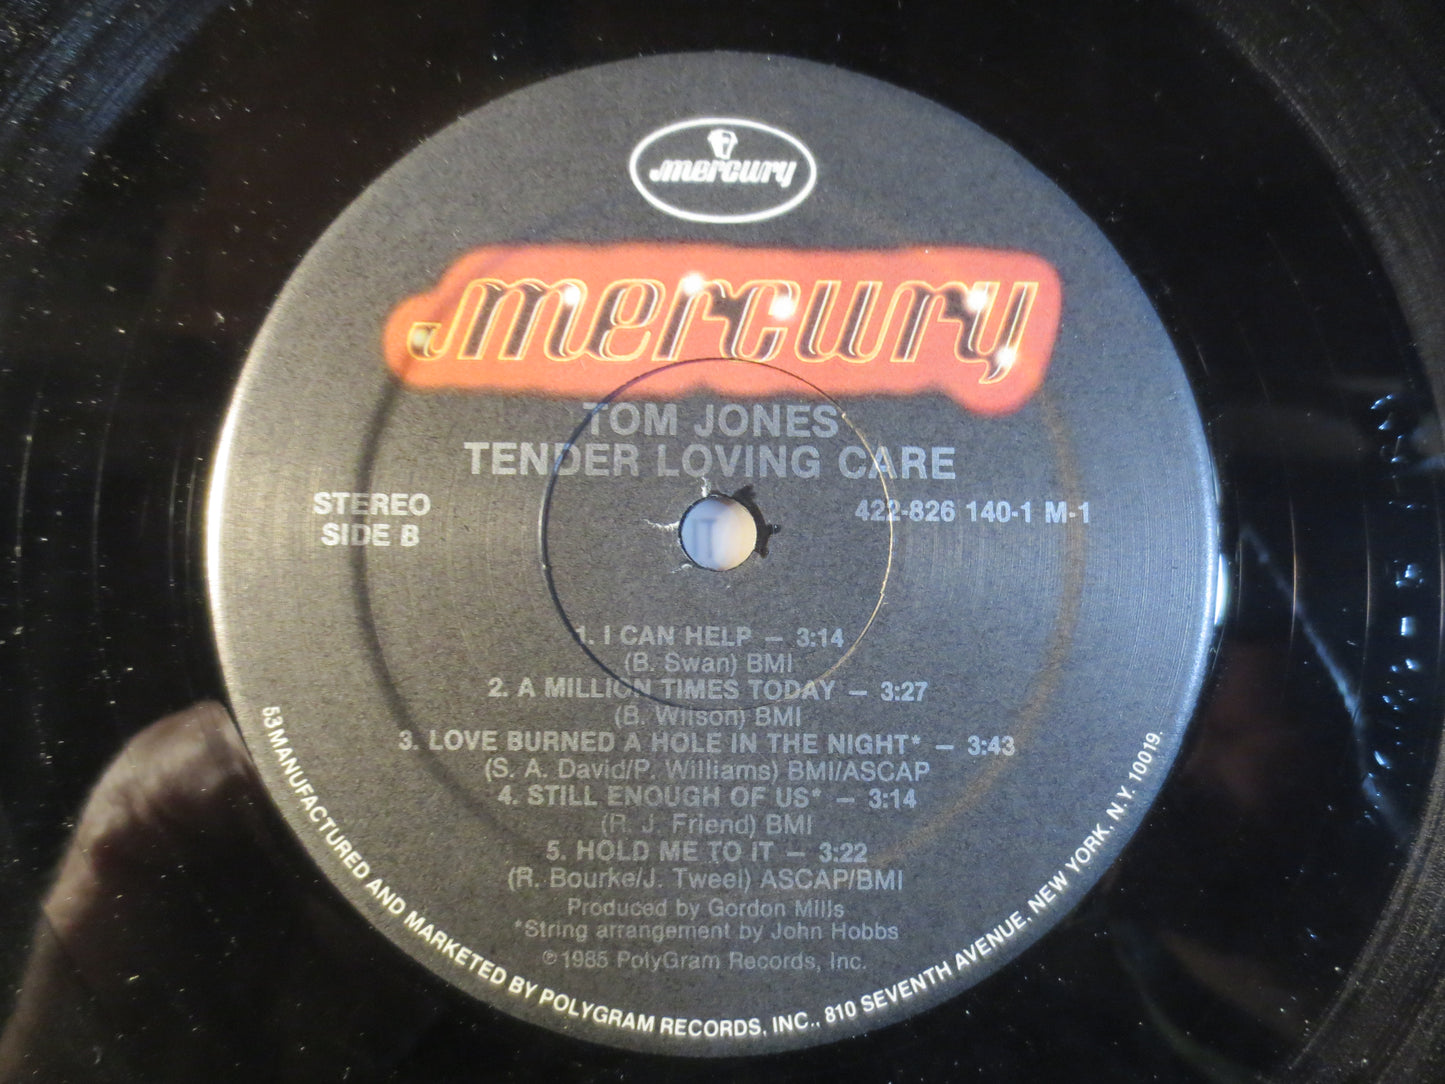 mercury
mercury
TOM JONES
TENDER LOVING CARE
STEREO
SIDE B
422-826 140-1 M-1
1. I CAN HELP — 3:14
(B. Swan) BMI
2. A MILLION TIMES TODAY — 3:27
(B. Wilson) BMI
3. LOVE BURNED A HOLE IN THE NIGHT* — 3:43
(S. A. David/P. Williams) BMI/ASCAP
4. STILL ENOUGH OF US* — 3:14
(R. J. Friend) BMI
5. HOLD ME TO IT — 3:22
(R. Bourke/J. Tweel) ASCAP/BMI
Produced by Gordon Mills
*String arrangement by John Hobbs
℗1985 PolyGram Records, Inc.
53 MANUFACTURED AND MARKETED BY POLYGRAM RECORDS, INC., 810 SEVENTH AVENUE, NEW YORK, N.Y. 10019.